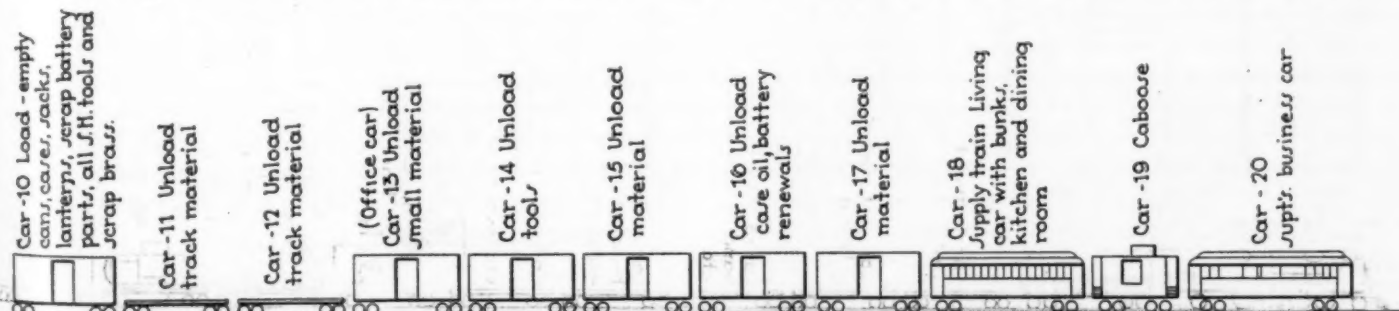 Car -10 Load - empty
cans, cases, sacks,
lanterns, scrap battery
parts, all S.H. tools and
scrap brass.
Car -11 Unload
track material
Car -12 Unload
track material
(Office car)
Car -13 Unload
small material
Car -14 Unload
tools
Car -15 Unload
material
Car -16 Unload
case oil, battery
renewals
Car -17 Unload
material
Car - 18
Supply train Living
car with bunks,
kitchen and dining
room
Car -19 Caboose
Car - 20
Supt's. business car